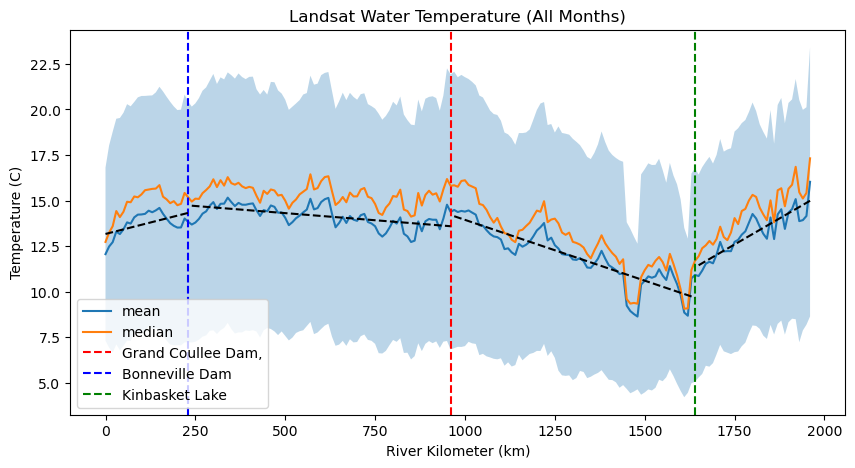 Landsat Water Temperature (All Months)
Temperature (C)
22.5
20.0
17.5
15.0
12.5
10.0
7.5
5.0
mean
median
Grand Coullee Dam,
Bonneville Dam
Kinbasket Lake
0 250 500 750 1000 1250 1500 1750 2000
River Kilometer (km)